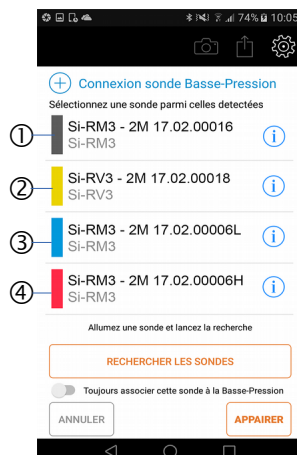 74% 10:05
Connexion sonde Basse-Pression
Sélectionnez une sonde parmi celles detectées
① Si-RM3 - 2M 17.02.00016
Si-RM3
② Si-RV3 - 2M 17.02.00018
Si-RV3
③ Si-RM3 - 2M 17.02.00006L
Si-RM3
④ Si-RM3 - 2M 17.02.00006H
Si-RM3
Allumez une sonde et lancez la recherche
RECHERCHER LES SONDES
Toujours associer cette sonde à la Basse-Pression
ANNULER APPAIRER